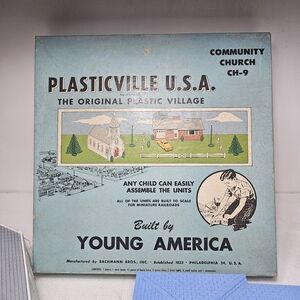 COMMUNITY
CHURCH
CH-9
PLASTICVILLE U.S.A.
THE ORIGINAL PLASTIC VILLAGE
ANY CHILD CAN EASILY
ASSEMBLE THE UNITS
ALL OF THE UNITS ARE BUILT TO SCALE
FOR MINIATURE RAILROADS
Built by
YOUNG AMERICA
Manufactured by BACHMANN BROS., INC. • Established 1833 • PHILADELPHIA 24, U.S.A.